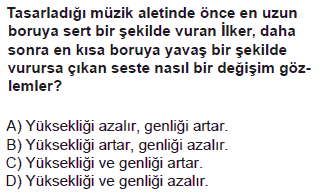 Tasarladığı müzik aletinde önce en uzun
boruya sert bir şekilde vuran İlker, daha
sonra en kısa boruya yavaş bir şekilde
vurursa çıkan seste nasıl bir değişim göz-
lemler?
A) Yüksekliği azalır, genliği artar.
B) Yüksekliği artar, genliği azalır.
C) Yüksekliği ve genliği artar.
D) Yüksekliği ve genliği azalır.